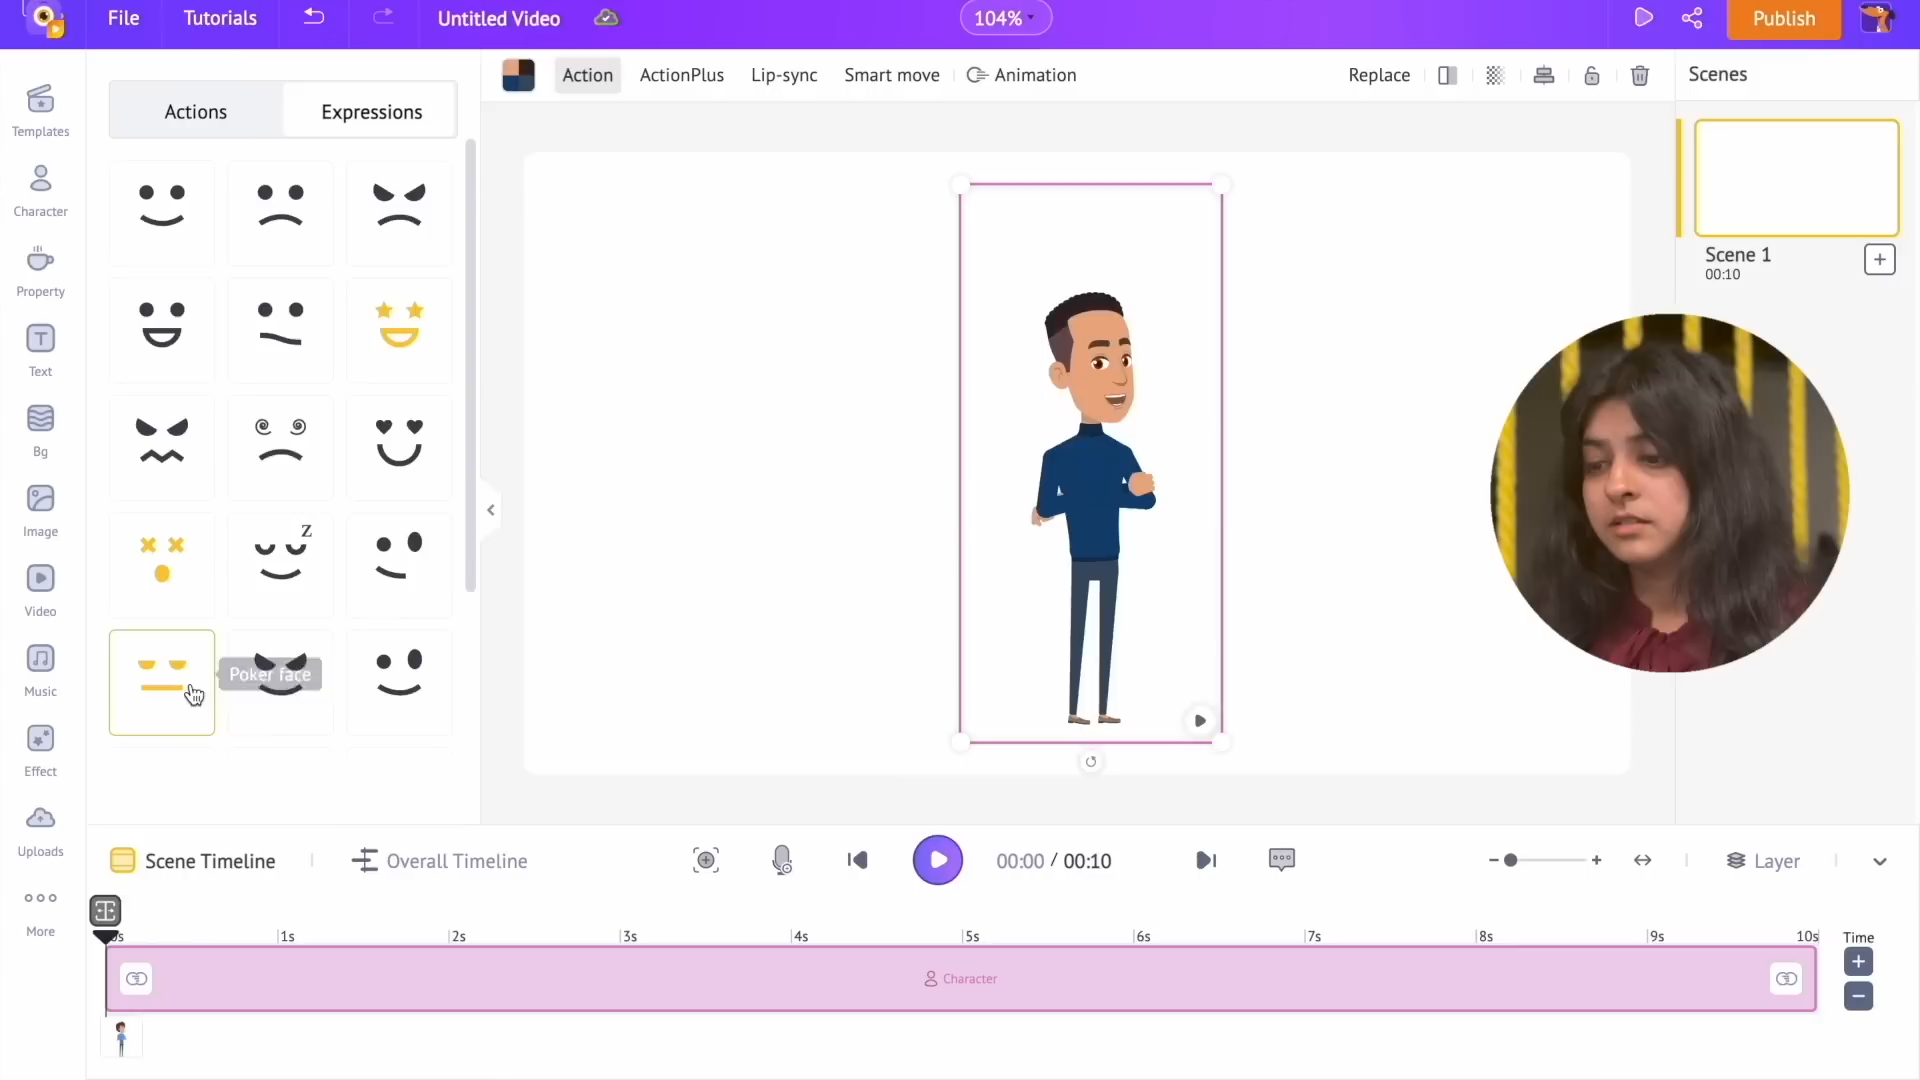 File
Tutorials
Untitled Video
104%
Publish
Templates
Character
Property
Text
Bg
Image
Video
Music
Effect
Uploads
More
Actions
Expressions
z
Poker face
Action
ActionPlus
Lip-sync
Smart move
Animation
Replace
Scenes
Scene 1
00:10
Scene Timeline
Overall Timeline
00:00 / 00:10
Layer
0s 1s 2s 3s 4s 5s 6s 7s 8s 9s 10s
Time
Character